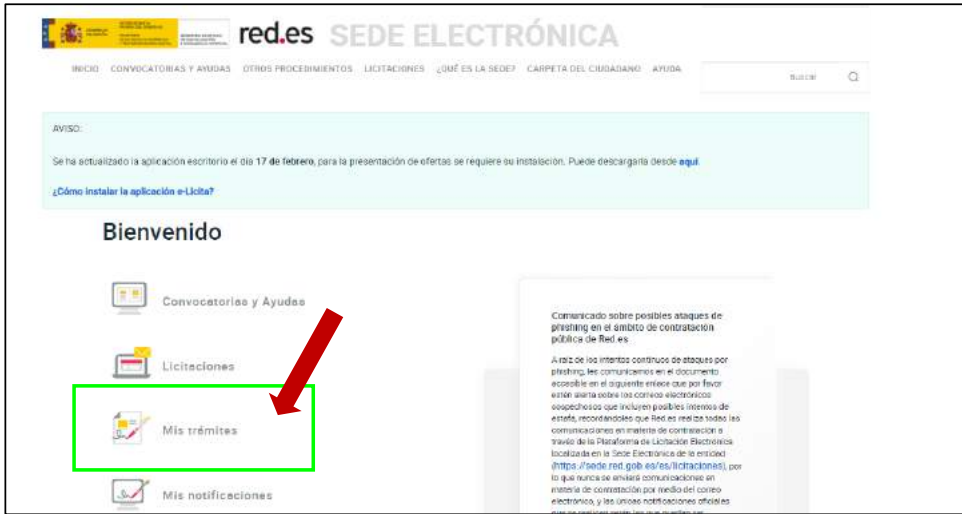 red.es SEDE ELECTRÓNICA
INICIO CONVOCATORIAS Y AYUDAS OTROS PROCEDIMIENTOS LICITACIONES ¿QUÉ ES LA SEDE? CARPETA DEL CIUDADANO AYUDA
Buscar
AVISO:
Se ha actualizado la aplicación escritorio el día 17 de febrero, para la presentación de ofertas se requiere su instalación. Puede descargarla desde aquí.
¿Cómo instalar la aplicación e-Licita?
Bienvenido
Convocatorias y Ayudas
Licitaciones
Mis trámites
Mis notificaciones
Comunicado sobre posibles ataques de
phishing en el ámbito de contratación
pública de Red.es
A raíz de los intentos continuos de ataques por
phishing, les comunicamos en el documento
accesible en el siguiente enlace que por favor
estén alerta sobre los correos electrónicos
sospechosos que incluyen posibles intentos de
estafa, recordándoles que Red.es realiza todas las
comunicaciones en materia de contratación a
través de la Plataforma de Licitación Electrónica
localizada en la Sede Electrónica de la entidad
(https://sede.red.gob.es/es/licitaciones), por
lo que nunca se enviará comunicaciones en
materia de contratación por medio del correo
electrónico, y las únicas notificaciones oficiales